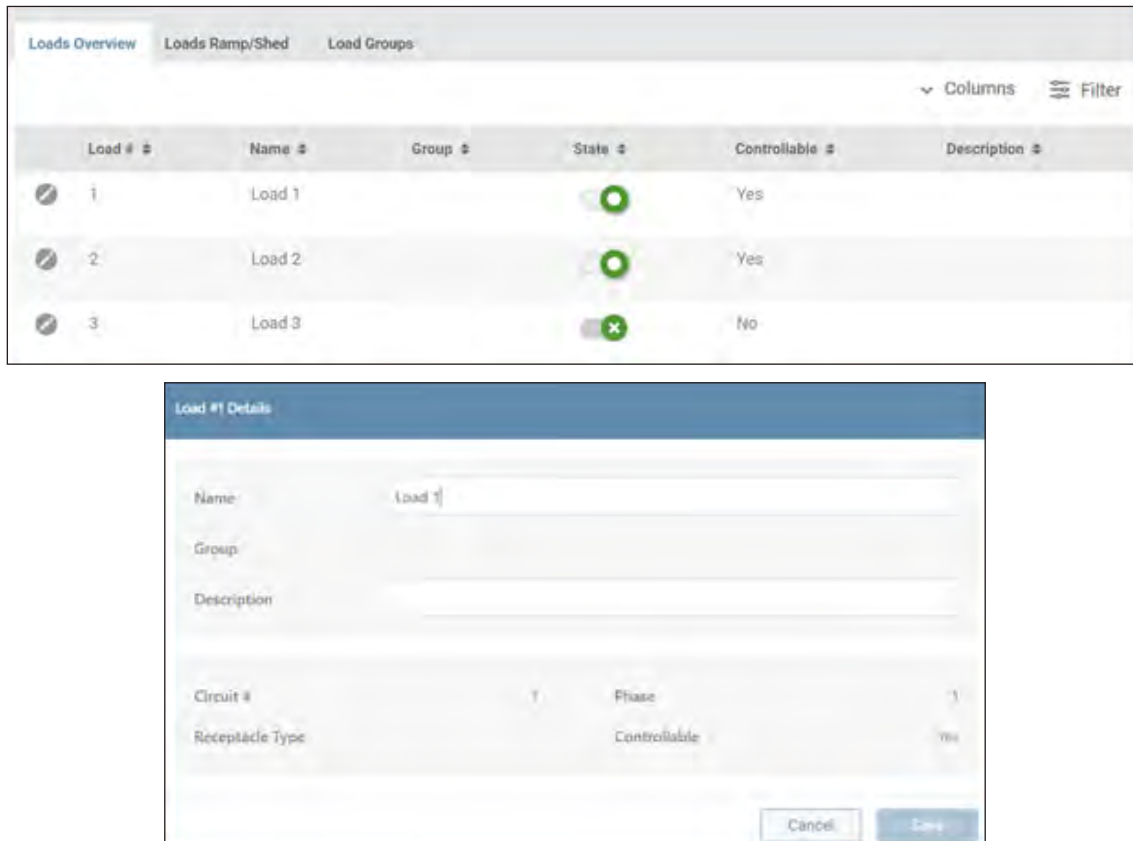 Loads Overview Loads Ramp/Shed Load Groups
Columns Filter
Load # Name Group State Controllable Description
1 Load 1 Yes
2 Load 2 Yes
3 Load 3 No
Load #1 Details
Name Load 1
Group
Description
Circuit # 1 Phase 1
Receptacle Type Controllable Yes
Cancel Save